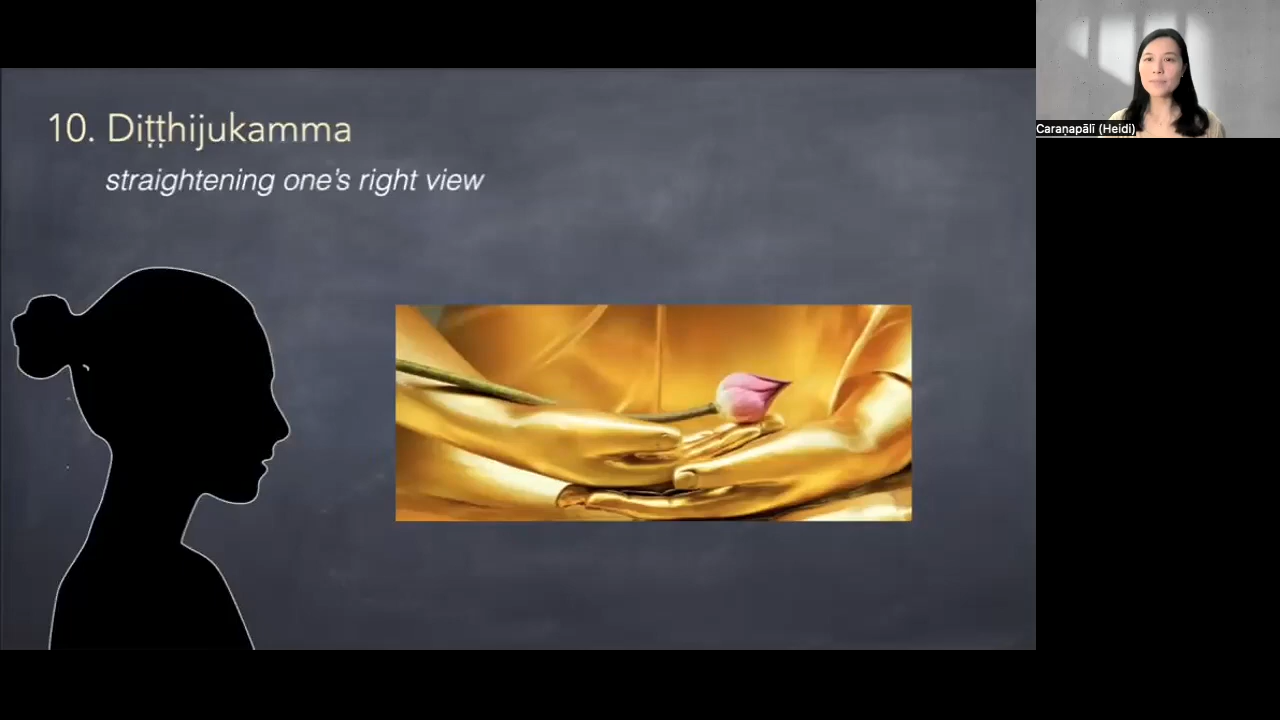 10. Diṭṭhijukamma
straightening one's right view
Caraṇapālī (Heidi)